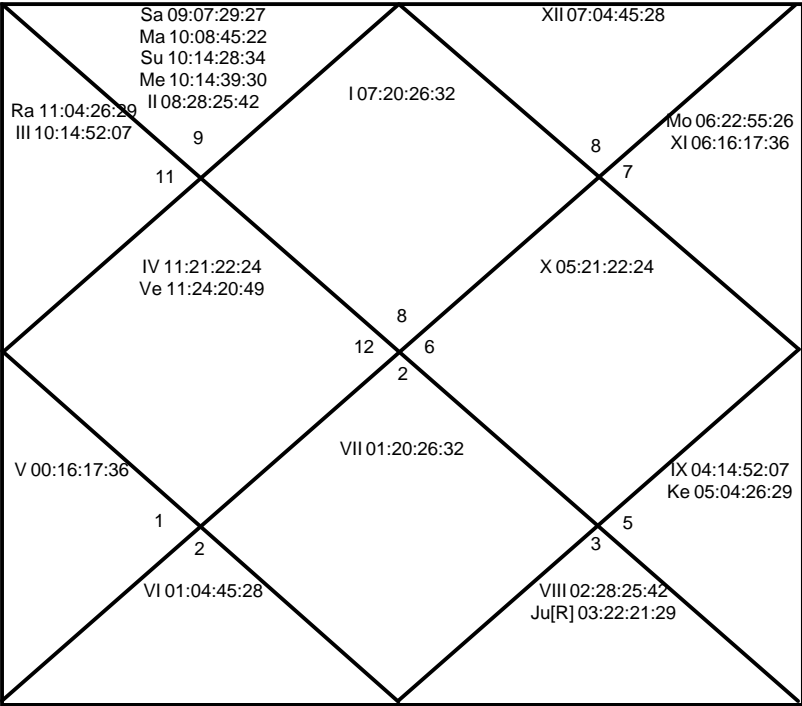 Sa 09:07:29:27
Ma 10:08:45:22
Su 10:14:28:34
Me 10:14:39:30
II 08:28:25:42
XII 07:04:45:28
I 07:20:26:32
Ra 11:04:26:29
III 10:14:52:07
Mo 06:22:55:26
XI 06:16:17:36
9
8
11
7
IV 11:21:22:24
Ve 11:24:20:49
X 05:21:22:24
8
12
6
2
VII 01:20:26:32
V 00:16:17:36
IX 04:14:52:07
Ke 05:04:26:29
1
5
2
3
VI 01:04:45:28
VIII 02:28:25:42
Ju[R] 03:22:21:29